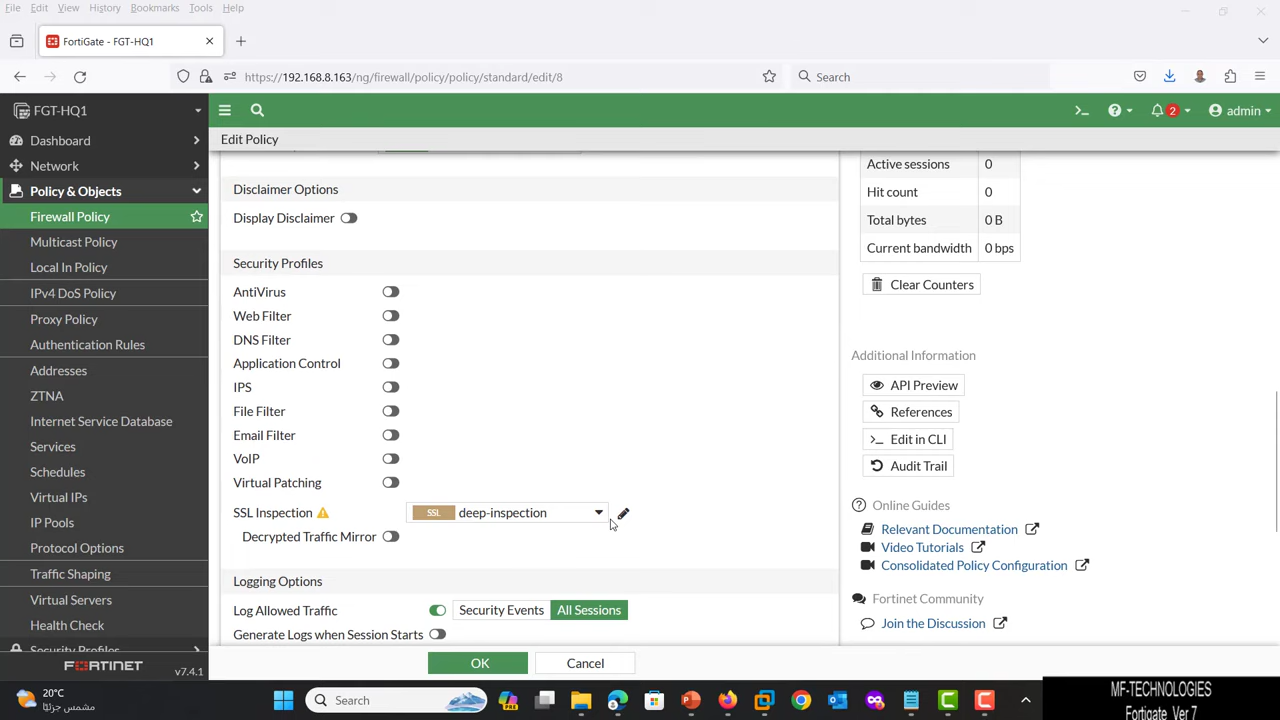 File Edit View History Bookmarks Tools Help
FortiGate - FGT-HQ1
https://192.168.8.163/ng/firewall/policy/policy/standard/edit/8
Search
FGT-HQ1
2
admin
Dashboard
Network
Policy & Objects
Firewall Policy
Multicast Policy
Local In Policy
IPv4 DoS Policy
Proxy Policy
Authentication Rules
Addresses
ZTNA
Internet Service Database
Services
Schedules
Virtual IPs
IP Pools
Protocol Options
Traffic Shaping
Virtual Servers
Health Check
Security Profiles
FORTINET v7.4.1
Edit Policy
Disclaimer Options
Display Disclaimer
Security Profiles
AntiVirus
Web Filter
DNS Filter
Application Control
IPS
File Filter
Email Filter
VoIP
Virtual Patching
SSL Inspection SSL deep-inspection
Decrypted Traffic Mirror
Logging Options
Log Allowed Traffic Security Events All Sessions
Generate Logs when Session Starts
OK Cancel
Active sessions 0
Hit count 0
Total bytes 0 B
Current bandwidth 0 bps
Clear Counters
Additional Information
API Preview
References
Edit in CLI
Audit Trail
Online Guides
Relevant Documentation
Video Tutorials
Consolidated Policy Configuration
Fortinet Community
Join the Discussion
20°C
مشمس جزئيًا
Search
MF-TECHNOLOGIES
Fortigate Ver 7